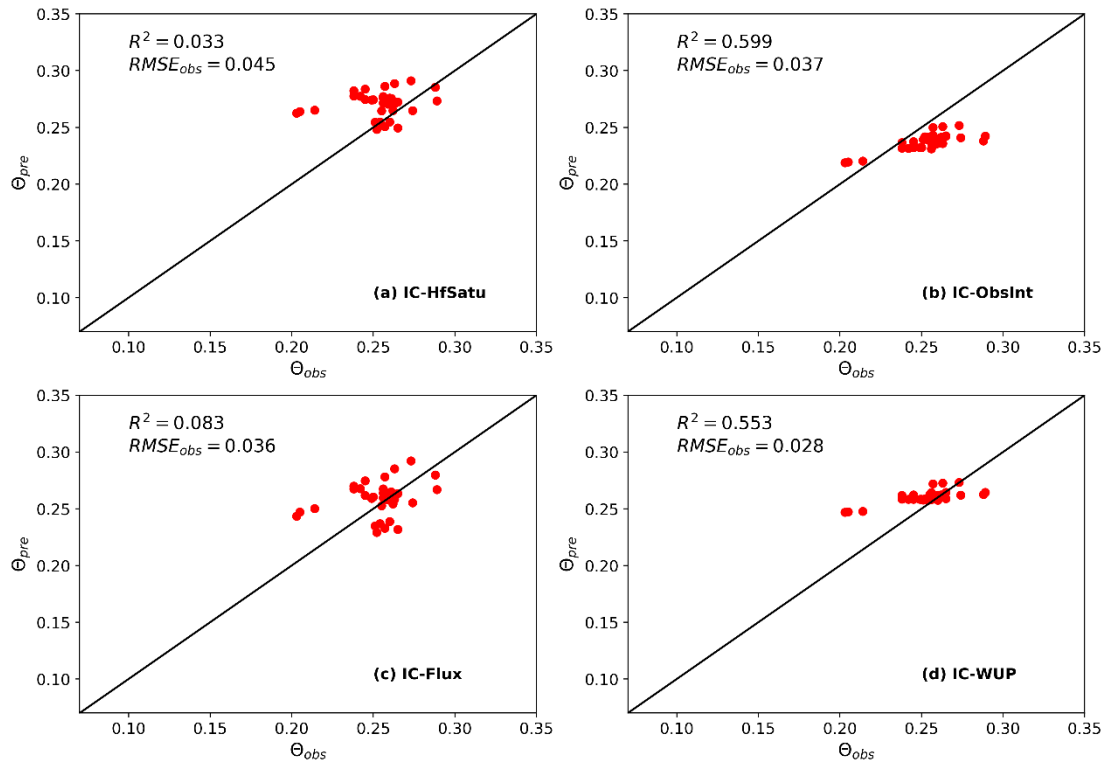 R² = 0.033
RMSE_obs = 0.045
(a) IC-HfSatu
0.35
0.30
0.25
0.20
0.15
0.10
Θ_pre
0.10 0.15 0.20 0.25 0.30 0.35
Θ_obs
R² = 0.599
RMSE_obs = 0.037
(b) IC-ObsInt
0.35
0.30
0.25
0.20
0.15
0.10
Θ_pre
0.10 0.15 0.20 0.25 0.30 0.35
Θ_obs
R² = 0.083
RMSE_obs = 0.036
(c) IC-Flux
0.35
0.30
0.25
0.20
0.15
0.10
Θ_pre
0.10 0.15 0.20 0.25 0.30 0.35
Θ_obs
R² = 0.553
RMSE_obs = 0.028
(d) IC-WUP
0.35
0.30
0.25
0.20
0.15
0.10
Θ_pre
0.10 0.15 0.20 0.25 0.30 0.35
Θ_obs